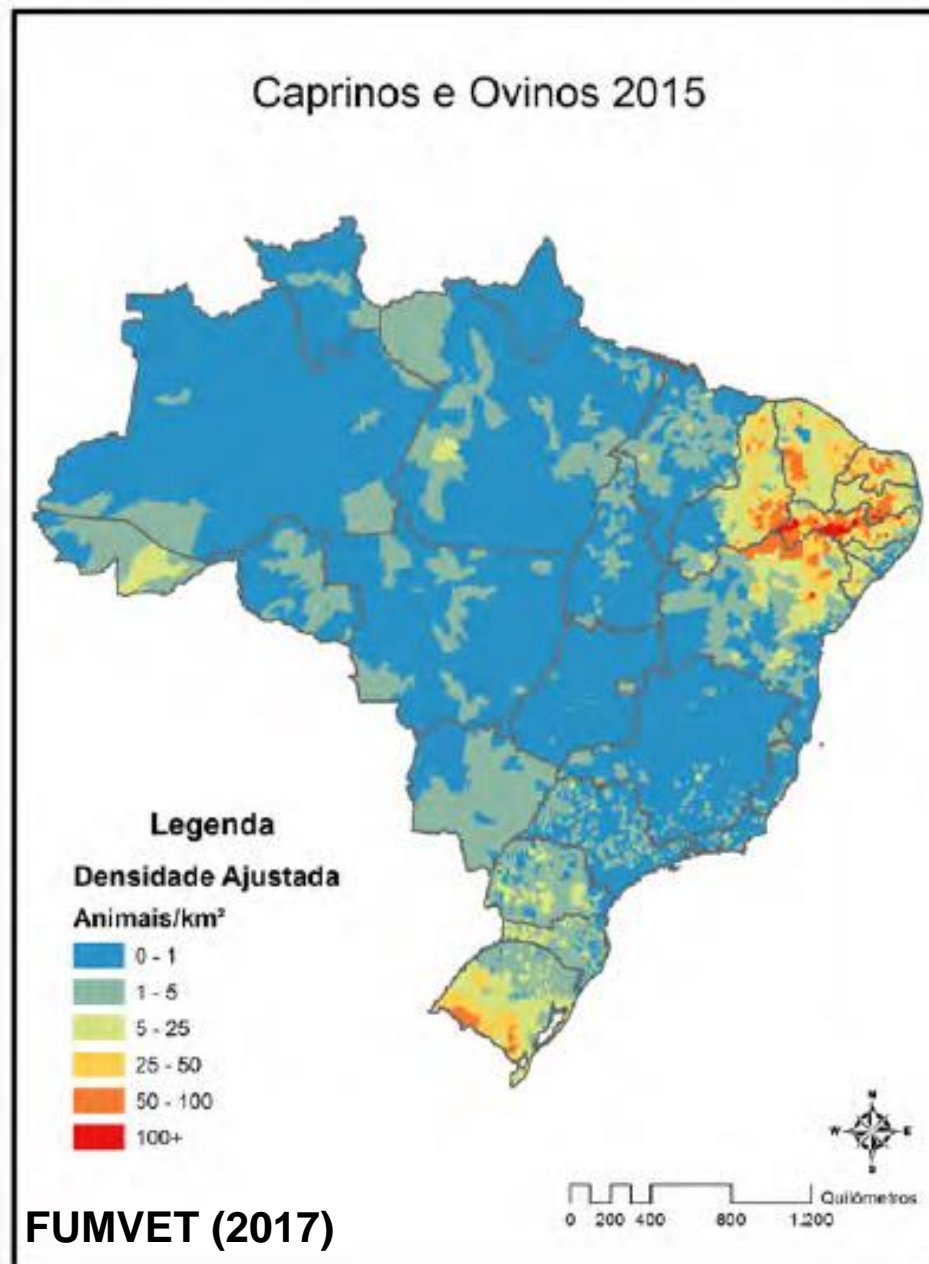 Caprinos e Ovinos 2015
Legenda
Densidade Ajustada
Animais/km²
0 - 1
1 - 5
5 - 25
25 - 50
50 - 100
100+
N
W E
S
Quilômetros
0 200 400 800 1.200
FUMVET (2017)